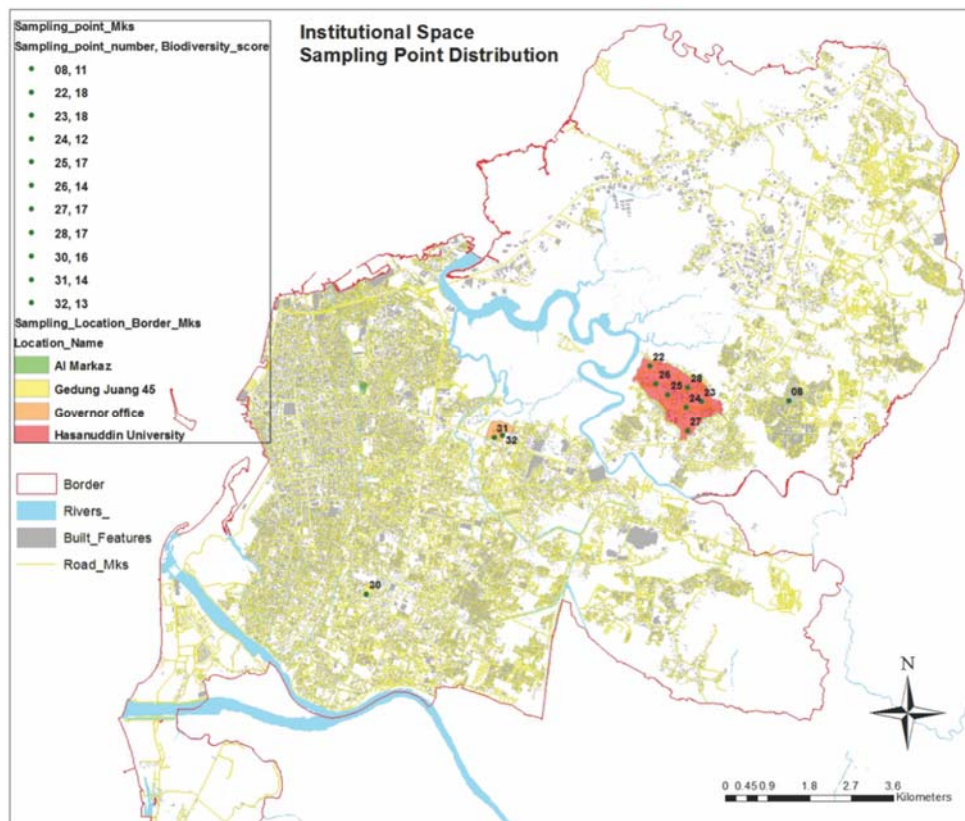 Sampling_point_Mks
Sampling_point_number, Biodiversity_score
08, 11
22, 18
23, 18
24, 12
25, 17
26, 14
27, 17
28, 17
30, 16
31, 14
32, 13
Sampling_Location_Border_Mks
Location_Name
Al Markaz
Gedung Juang 45
Governor office
Hasanuddin University
Border
Rivers_
Built_Features
Road_Mks
Institutional Space
Sampling Point Distribution
22
26
25
28
24
23
27
08
31
32
30
N
0 0.450.9 1.8 2.7 3.6
Kilometers